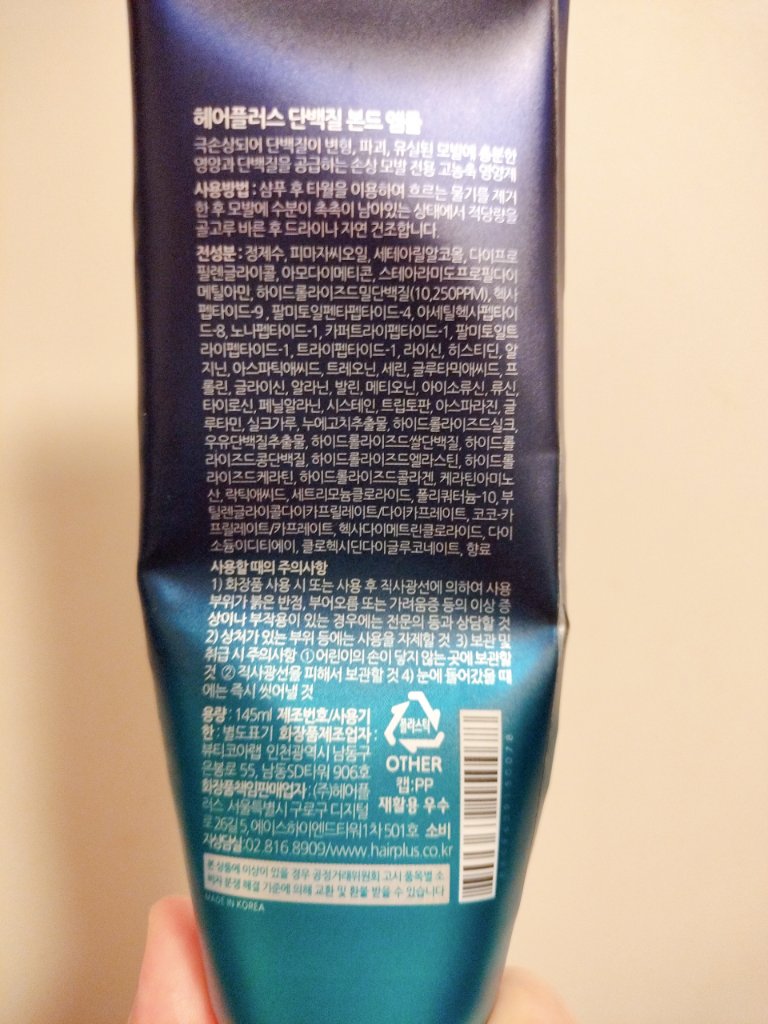 헤어플러스 단백질 본드 앰플
극손상되어 단백질이 변형, 파괴, 유실된 모발에 충분한
영양과 단백질을 공급하는 손상 모발 전용 고농축 영양제
사용방법 : 샴푸 후 타월을 이용하여 흐르는 물기를 제거
한 후 모발에 수분이 촉촉이 남아있는 상태에서 적당량을
골고루 바른 후 드라이나 자연 건조합니다.
전성분 : 정제수, 피마자씨오일, 세테아릴알코올, 다이프로
필렌글라이콜, 아모다이메티콘, 스테아라미도프로필다이
메틸아민, 하이드롤라이즈드밀단백질(10,250PPM), 헥사
펩타이드-9, 팔미토일펜타펩타이드-4, 아세틸헥사펩타이
드-8, 노나펩타이드-1, 카퍼트라이펩타이드-1, 팔미토일트
라이펩타이드-1, 트라이펩타이드-1, 라이신, 히스티딘, 알
지닌, 아스파틱애씨드, 트레오닌, 세린, 글루타믹애씨드, 프
롤린, 글라이신, 알라닌, 발린, 메티오닌, 아이소류신, 류신,
타이로신, 페닐알라닌, 시스테인, 트립토판, 아스파라진, 글
루타민, 실크가루, 누에고치추출물, 하이드롤라이즈드실크,
우유단백질추출물, 하이드롤라이즈드쌀단백질, 하이드롤
라이즈드콩단백질, 하이드롤라이즈드엘라스틴, 하이드롤
라이즈드케라틴, 하이드롤라이즈드콜라겐, 케라틴아미노
산, 락틱애씨드, 세트리모늄클로라이드, 폴리쿼터늄-10, 부
틸렌글라이콜다이카프릴레이트/다이카프레이트, 코코-카
프릴레이트/카프레이트, 헥사다이메트린클로라이드, 다이
소듐이디티에이, 클로헥시딘다이글루코네이트, 향료
사용할 때의 주의사항
1) 화장품 사용 시 또는 사용 후 직사광선에 의하여 사용
부위가 붉은 반점, 부어오름 또는 가려움증 등의 이상 증
상이나 부작용이 있는 경우에는 전문의 등과 상담할 것
2) 상처가 있는 부위 등에는 사용을 자제할 것 3) 보관 및
취급 시 주의사항 ① 어린이의 손이 닿지 않는 곳에 보관할
것 ② 직사광선을 피해서 보관할 것 4) 눈에 들어갔을 때
에는 즉시 씻어낼 것
용량 : 145ml 제조번호/사용기
한 : 별도표기 화장품제조업자 :
뷰티코아랩 인천광역시 남동구
은봉로 55, 남동SD타워 906호
화장품책임판매업자 : (주)헤어플
러스 서울특별시 구로구 디지털
로26길 5, 에이스하이엔드타워1차 501호 소비
자상담실:02 816 8909/www.hairplus.co.kr
플라스틱
OTHER
캡:PP
재활용 우수
본 상품에 이상이 있을 경우 공정거래위원회 고시 품목별 소
비자 분쟁 해결 기준에 의해 교환 및 환불 받을 수 있습니다
MADE IN KOREA